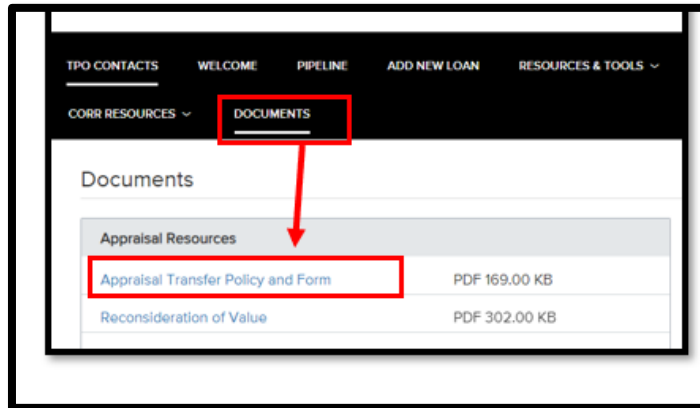 TPO CONTACTS WELCOME PIPELINE ADD NEW LOAN RESOURCES & TOOLS
CORR RESOURCES DOCUMENTS
Documents
Appraisal Resources
Appraisal Transfer Policy and Form PDF 169.00 KB
Reconsideration of Value PDF 302.00 KB